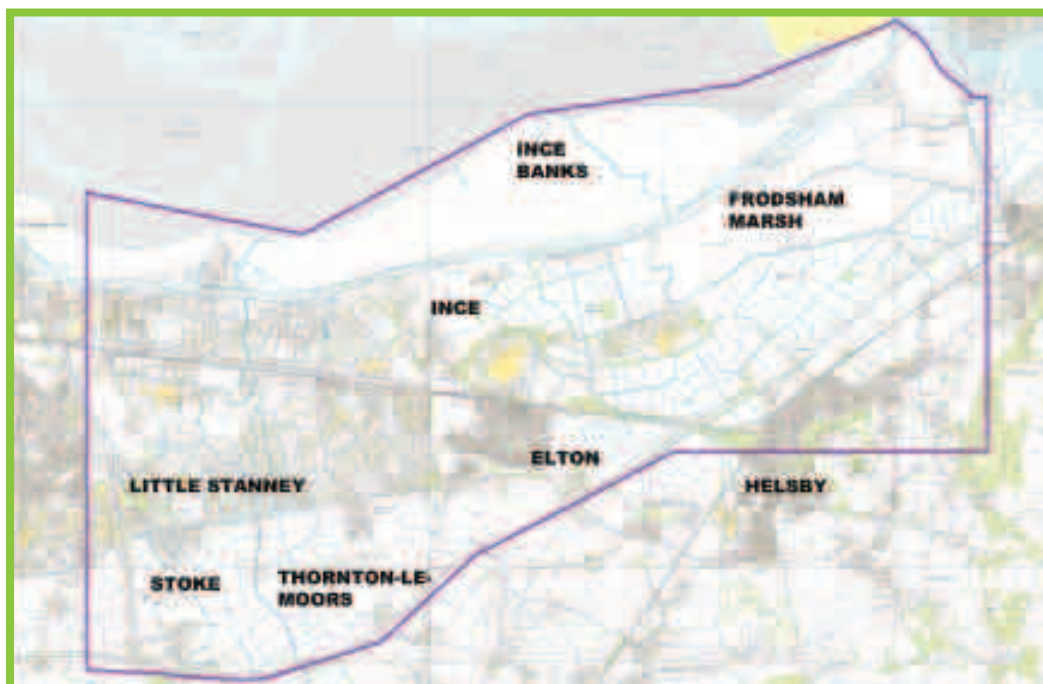 INCE
BANKS
FRODSHAM
MARSH
INCE
ELTON
LITTLE STANNEY
HELSBY
STOKE
THORNTON-LE-
MOORS